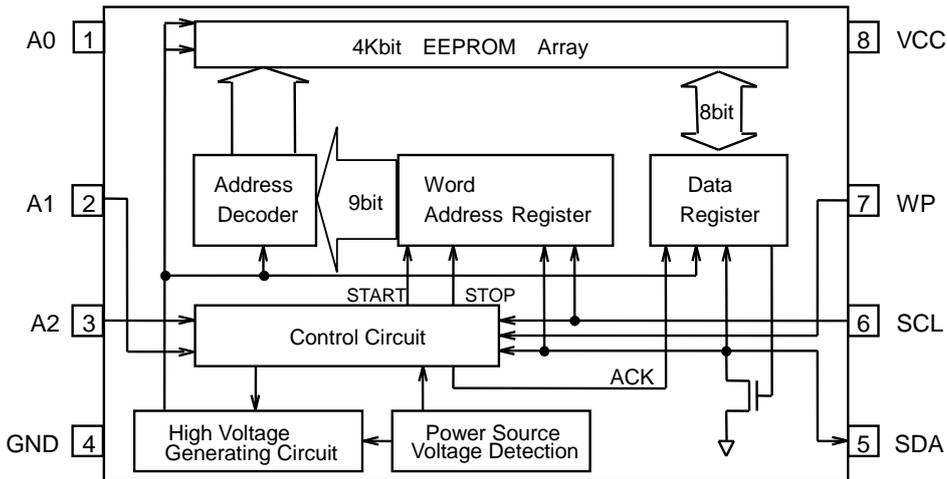 A0 1 4Kbit EEPROM Array 8 VCC
8bit
A1 2 Address Decoder 9bit Word Address Register Data Register 7 WP
START STOP
A2 3 Control Circuit 6 SCL
ACK
GND 4 High Voltage Generating Circuit Power Source Voltage Detection 5 SDA